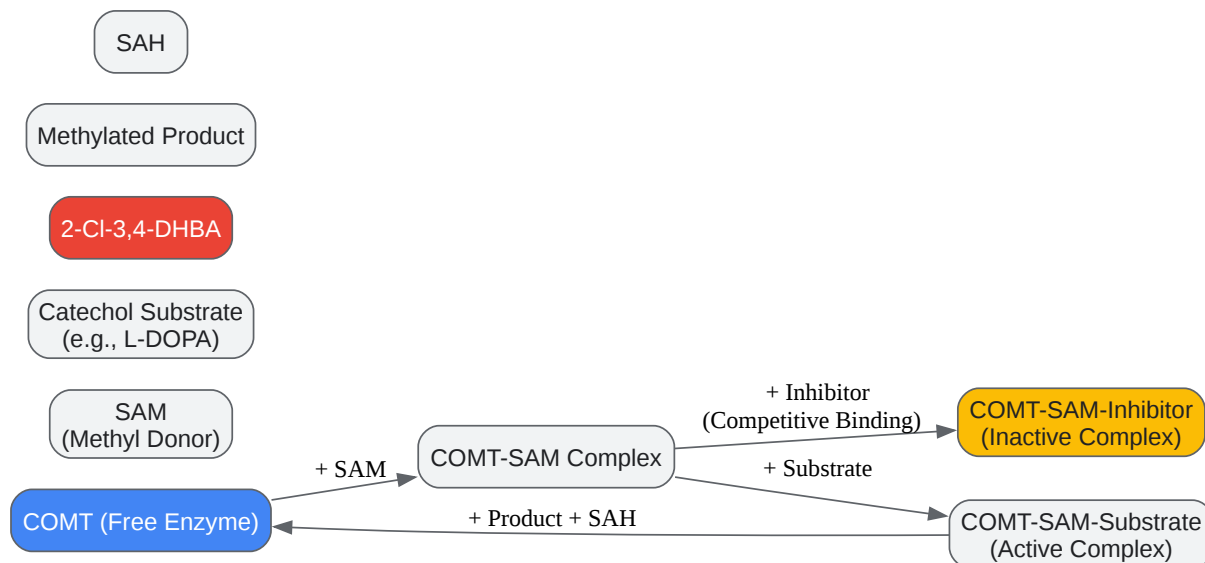 SAH
Methylated Product
2-Cl-3,4-DHBA
Catechol Substrate
(e.g., L-DOPA)
SAM
(Methyl Donor)
COMT (Free Enzyme)
+ SAM
COMT-SAM Complex
+ Inhibitor
(Competitive Binding)
+ Substrate
+ Product + SAH
COMT-SAM-Inhibitor
(Inactive Complex)
COMT-SAM-Substrate
(Active Complex)